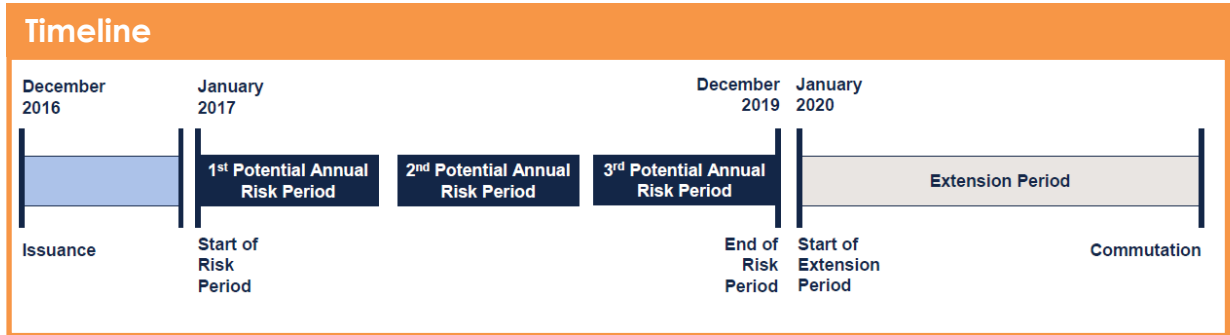 Timeline
December
2016
January
2017
December
2019
January
2020
1st Potential Annual
Risk Period
2nd Potential Annual
Risk Period
3rd Potential Annual
Risk Period
Extension Period
Issuance
Start of
Risk
Period
End of
Risk
Period
Start of
Extension
Period
Commutation